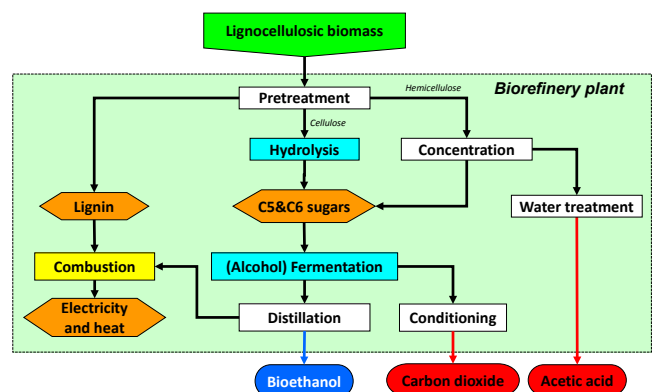 Lignocellulosic biomass
Biorefinery plant
Hemicellulose
Pretreatment
Cellulose
Hydrolysis
Concentration
Lignin
C5&C6 sugars
Water treatment
Combustion
(Alcohol) Fermentation
Electricity
and heat
Distillation
Conditioning
Bioethanol
Carbon dioxide
Acetic acid